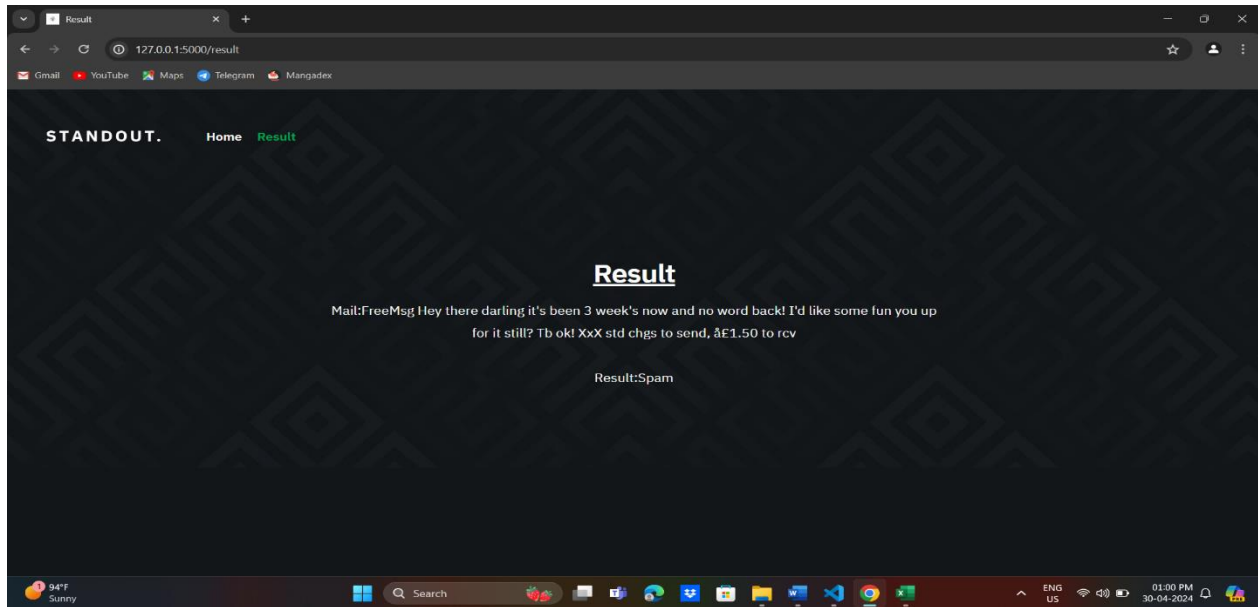 Result
127.0.0.1:5000/result
Gmail YouTube Maps Telegram Mangadex
STANDOUT. Home Result
Result
Mail:FreeMsg Hey there darling it's been 3 week's now and no word back! I'd like some fun you up
for it still? Tb ok! XxX std chgs to send, å£1.50 to rcv
Result:Spam
1
94°F
Sunny
Search
ENG
US
01:00 PM
30-04-2024